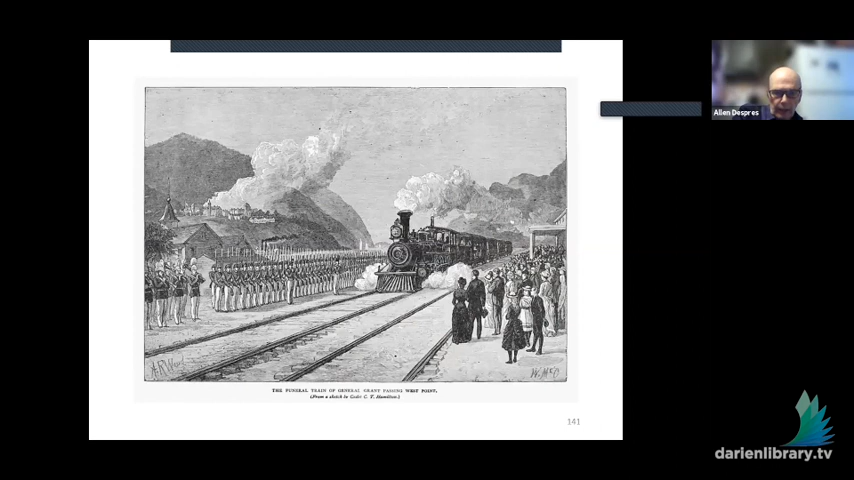 Allen Despres
THE FUNERAL TRAIN OF GENERAL GRANT PASSING WEST POINT.
(From a sketch by Cadet C. T. Hamilton.)
141
darienlibrary.tv